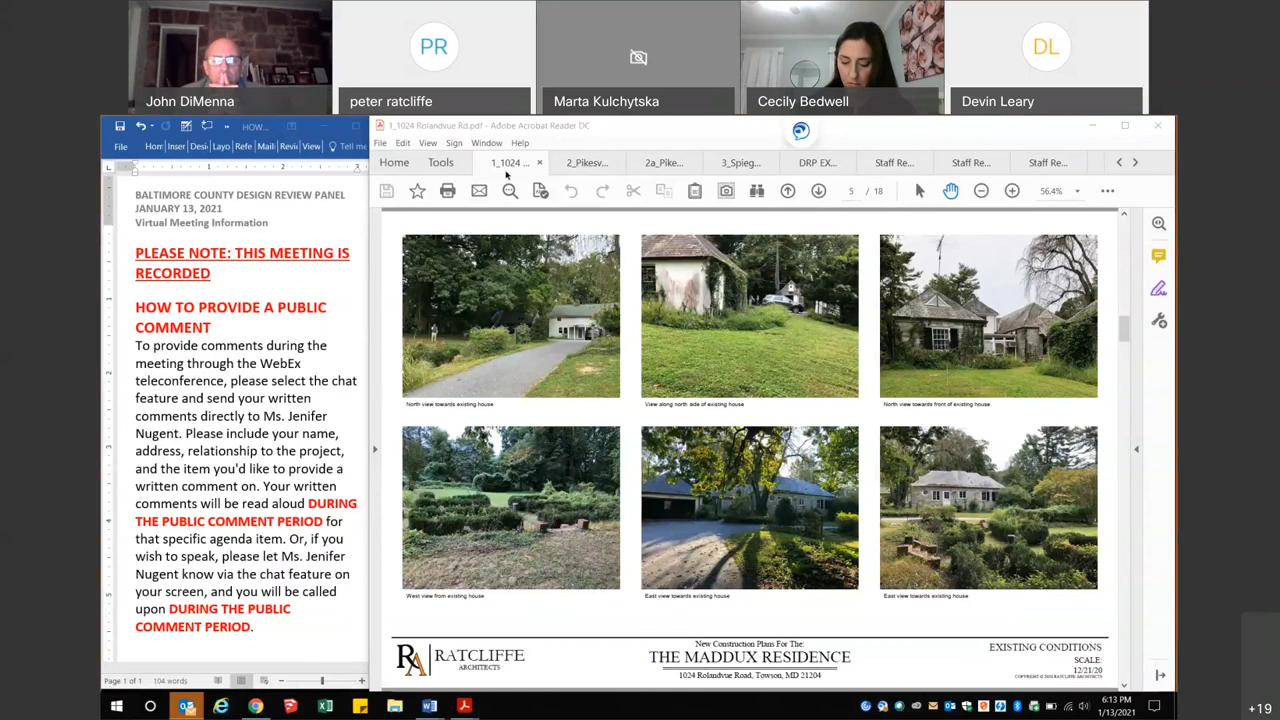 PR
DL
John DiMenna
peter ratcliffe
Marta Kulchytska
Cecily Bedwell
Devin Leary
HOW...
File Hom Inser Desi Layo Refe Mail Revi View Tell me
BALTIMORE COUNTY DESIGN REVIEW PANEL
JANUARY 13, 2021
Virtual Meeting Information
PLEASE NOTE: THIS MEETING IS
RECORDED
HOW TO PROVIDE A PUBLIC
COMMENT
To provide comments during the
meeting through the WebEx
teleconference, please select the chat
feature and send your written
comments directly to Ms. Jenifer
Nugent. Please include your name,
address, relationship to the project,
and the item you'd like to provide a
written comment on. Your written
comments will be read aloud DURING
THE PUBLIC COMMENT PERIOD for
that specific agenda item. Or, if you
wish to speak, please let Ms. Jenifer
Nugent know via the chat feature on
your screen, and you will be called
upon DURING THE PUBLIC
COMMENT PERIOD.
Page 1 of 1 104 words
1_1024 Rolandvue Rd.pdf - Adobe Acrobat Reader DC
File Edit View Sign Window Help
Home Tools 1_1024 ... × 2_Pikesv... 2a_Pike... 3_Spieg... DRP EX... Staff Re... Staff Re... Staff Re...
5 / 18 56.4%
North view towards existing house
View along north side of existing house
North view towards front of existing house
West view from existing house
East view towards existing house
East view towards existing house
RA RATCLIFFE
ARCHITECTS
New Construction Plans For The:
THE MADDUX RESIDENCE
1024 Rolandvue Road, Towson, MD 21204
EXISTING CONDITIONS
SCALE:
12/21/20
COPYRIGHT © 2020 RATCLIFFE ARCHITECTS
6:13 PM
1/13/2021
+19